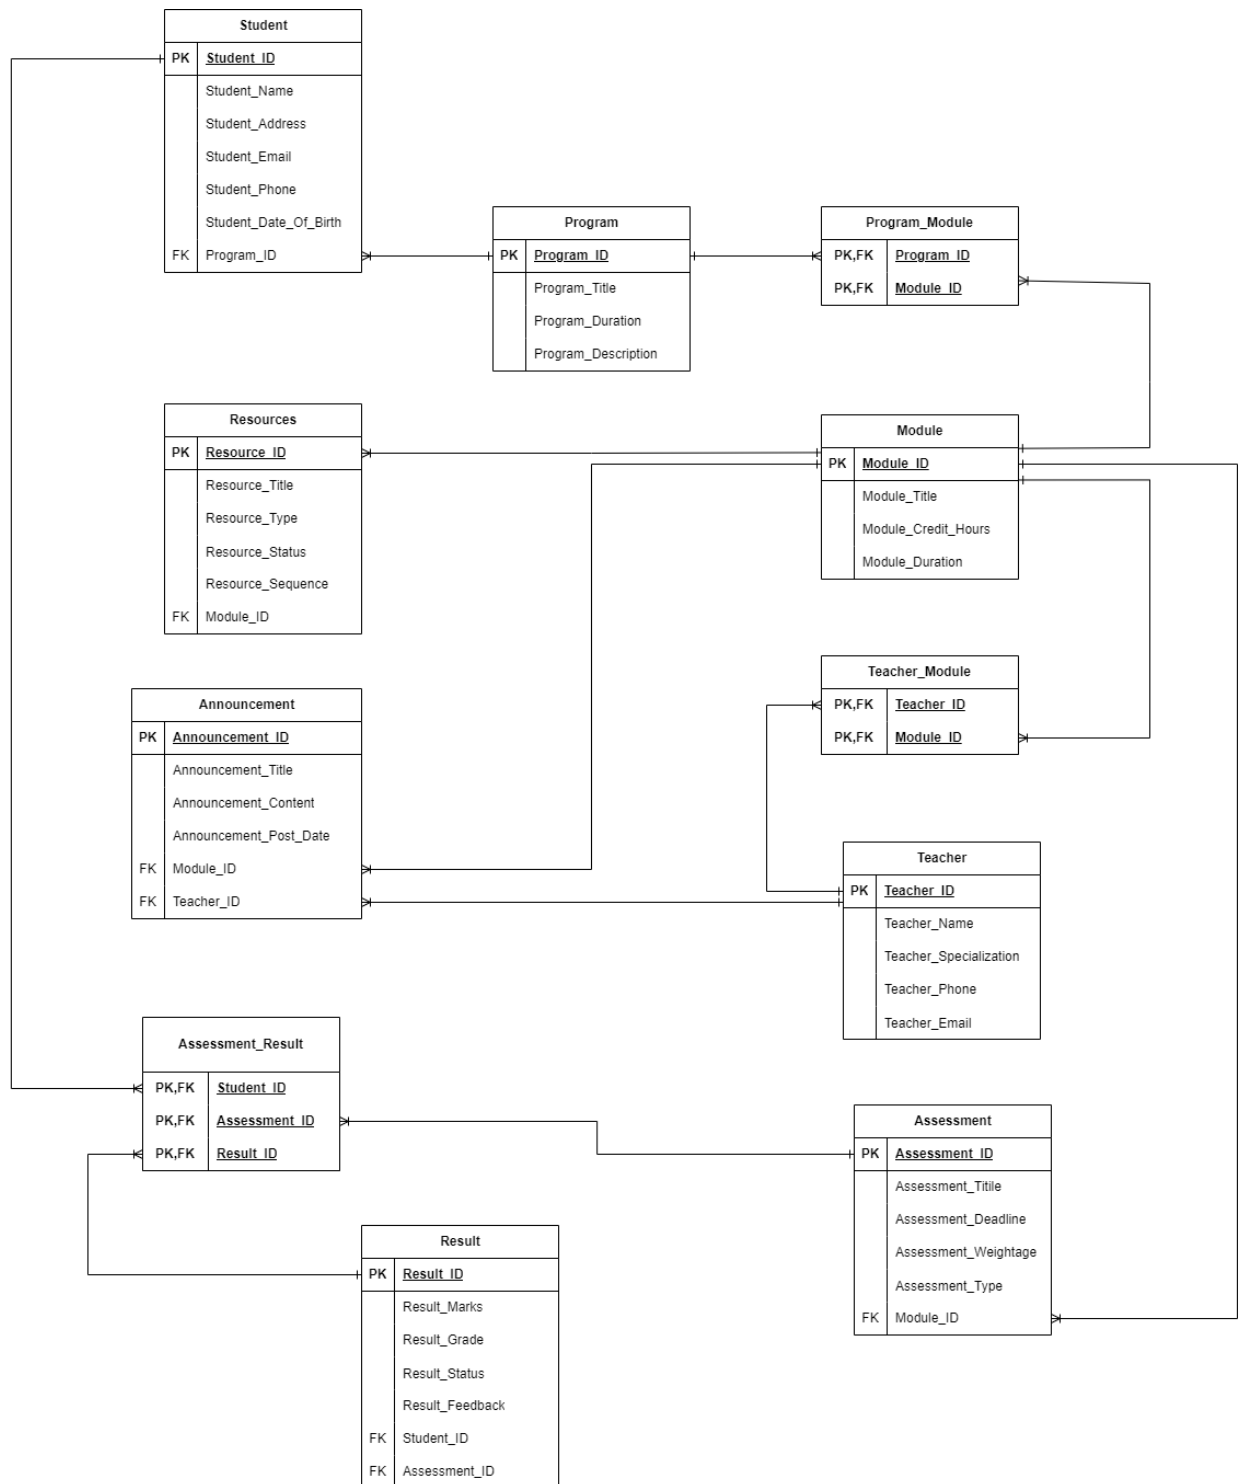 Student
PK Student_ID
Student_Name
Student_Address
Student_Email
Student_Phone
Student_Date_Of_Birth
FK Program_ID
Program
PK Program_ID
Program_Title
Program_Duration
Program_Description
Program_Module
PK,FK Program_ID
PK,FK Module_ID
Resources
PK Resource_ID
Resource_Title
Resource_Type
Resource_Status
Resource_Sequence
FK Module_ID
Module
PK Module_ID
Module_Title
Module_Credit_Hours
Module_Duration
Announcement
PK Announcement_ID
Announcement_Title
Announcement_Content
Announcement_Post_Date
FK Module_ID
FK Teacher_ID
Teacher_Module
PK,FK Teacher_ID
PK,FK Module_ID
Teacher
PK Teacher_ID
Teacher_Name
Teacher_Specialization
Teacher_Phone
Teacher_Email
Assessment_Result
PK,FK Student_ID
PK,FK Assessment_ID
PK,FK Result_ID
Assessment
PK Assessment_ID
Assessment_Titile
Assessment_Deadline
Assessment_Weightage
Assessment_Type
FK Module_ID
Result
PK Result_ID
Result_Marks
Result_Grade
Result_Status
Result_Feedback
FK Student_ID
FK Assessment_ID